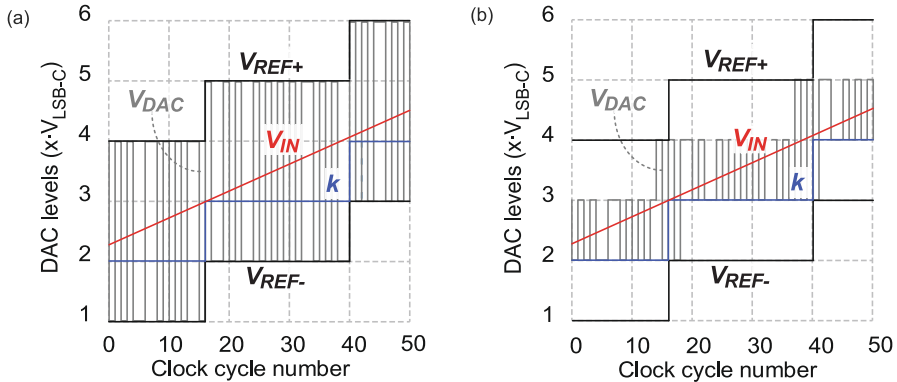 (a)
DAC levels (x·V_LSB-C)
6
5
4
3
2
1
V_REF+
V_DAC
V_IN
k
V_REF-
0 10 20 30 40 50
Clock cycle number
(b)
DAC levels (x·V_LSB-C)
6
5
4
3
2
1
V_REF+
V_DAC
V_IN
k
V_REF-
0 10 20 30 40 50
Clock cycle number